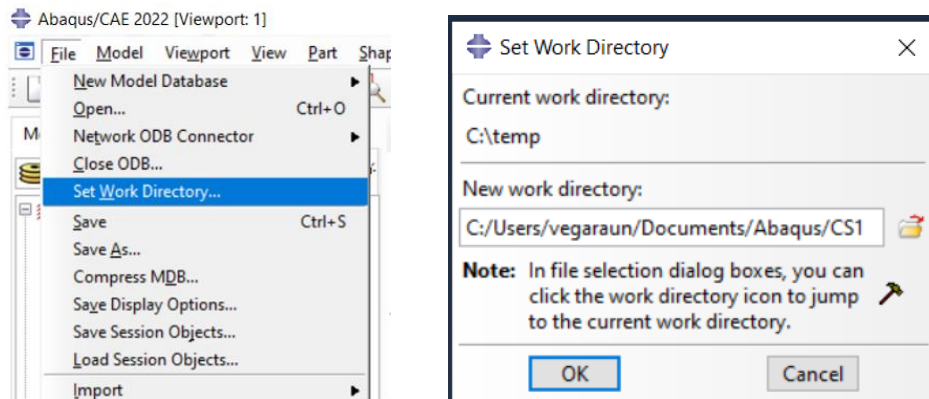 Abaqus/CAE 2022 [Viewport: 1]
File Model Viewport View Part Shap
New Model Database
Open... Ctrl+O
Network ODB Connector
Close ODB...
Set Work Directory...
Save Ctrl+S
Save As...
Compress MDB...
Save Display Options...
Save Session Objects...
Load Session Objects...
Import
Set Work Directory
Current work directory:
C:\temp
New work directory:
C:/Users/vegaraun/Documents/Abaqus/CS1
Note: In file selection dialog boxes, you can
click the work directory icon to jump
to the current work directory.
OK Cancel